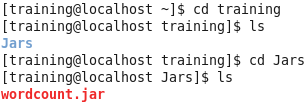 [training@localhost ~]$ cd training
[training@localhost training]$ ls
Jars
[training@localhost training]$ cd Jars
[training@localhost Jars]$ ls
wordcount.jar